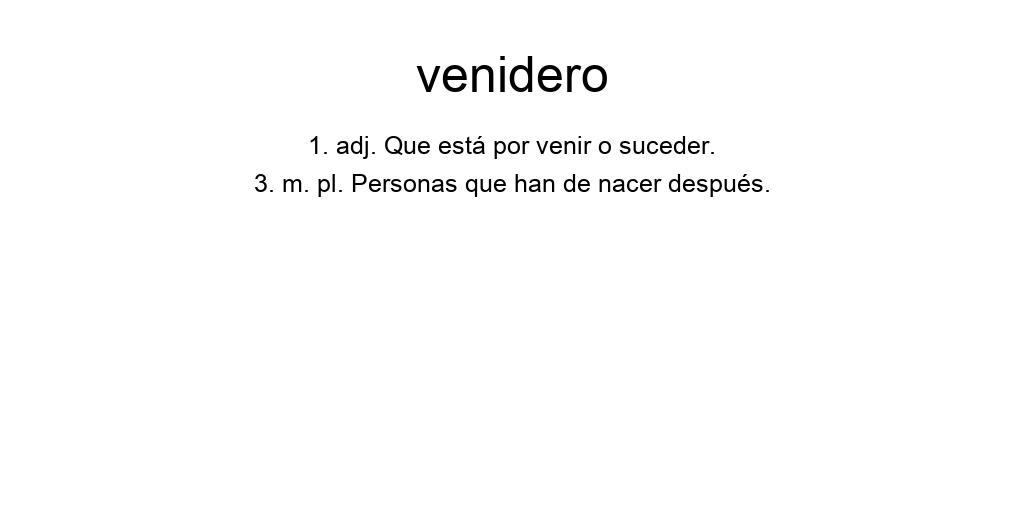 venidero
1. adj. Que está por venir o suceder.
3. m. pl. Personas que han de nacer después.